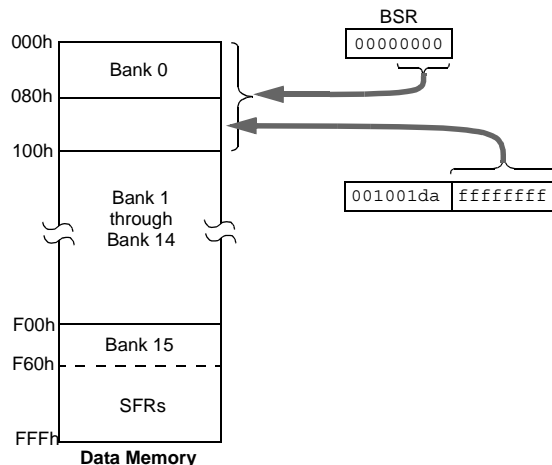 BSR
000h
00000000
Bank 0
080h
100h
001001da ffffffff
Bank 1
through
Bank 14
F00h
Bank 15
F60h
SFRs
FFFh
Data Memory